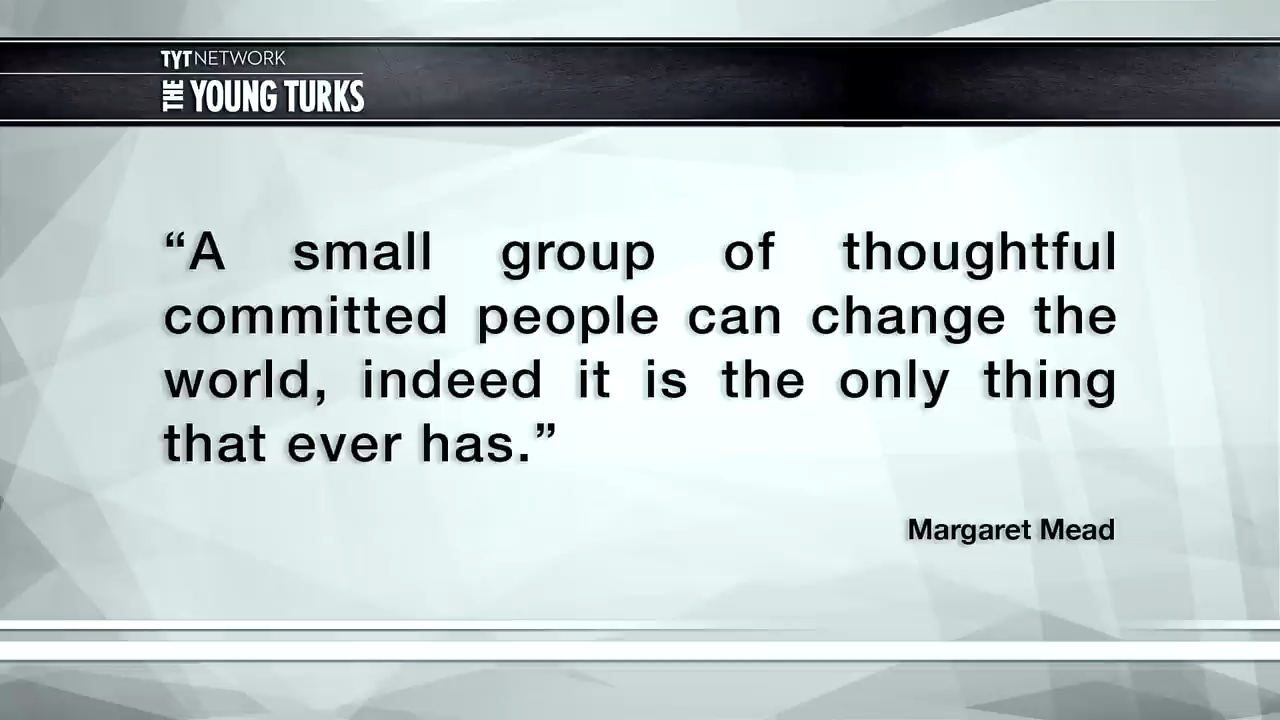 TYTNETWORK
THE YOUNG TURKS
“A small group of thoughtful
committed people can change the
world, indeed it is the only thing
that ever has.”
Margaret Mead